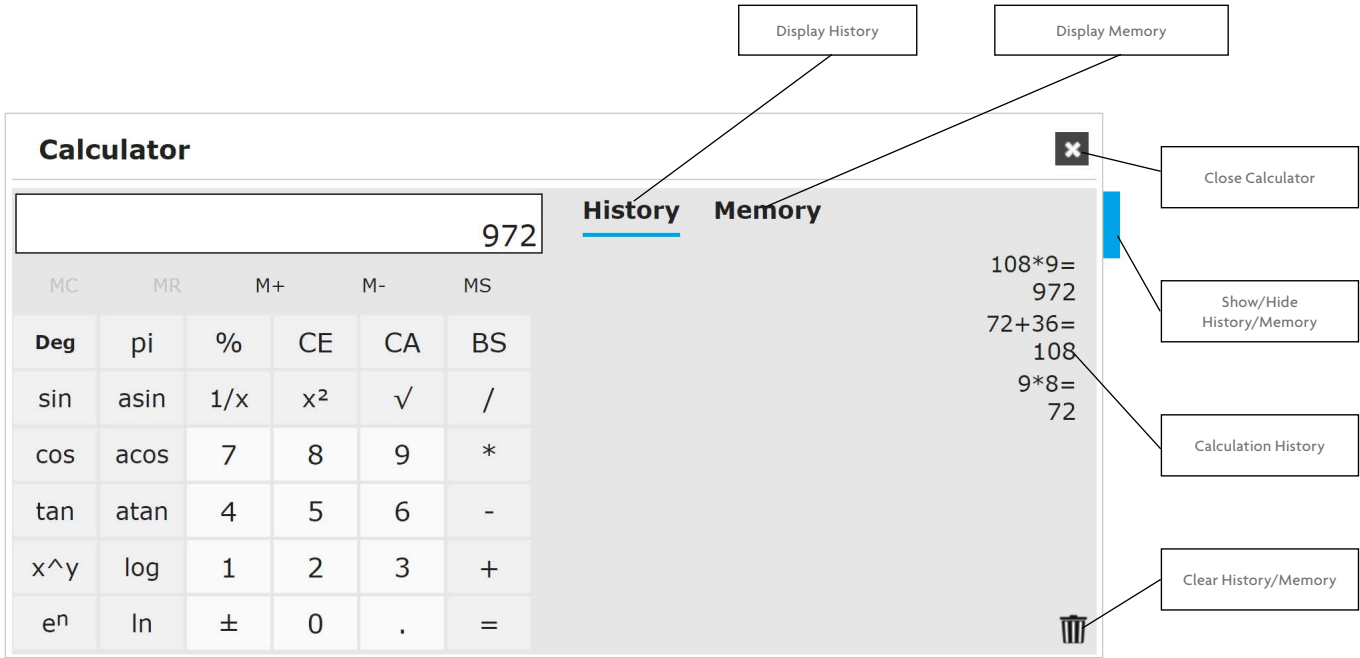 Display History
Display Memory
Calculator
Close Calculator
972
History Memory
MC MR M+ M- MS
108*9=
972
72+36=
108
9*8=
72
Show/Hide
History/Memory
Calculation History
Clear History/Memory
Deg pi % CE CA BS
sin asin 1/x x² √ /
cos acos 7 8 9 *
tan atan 4 5 6 -
x^y log 1 2 3 +
eⁿ ln ± 0 . =